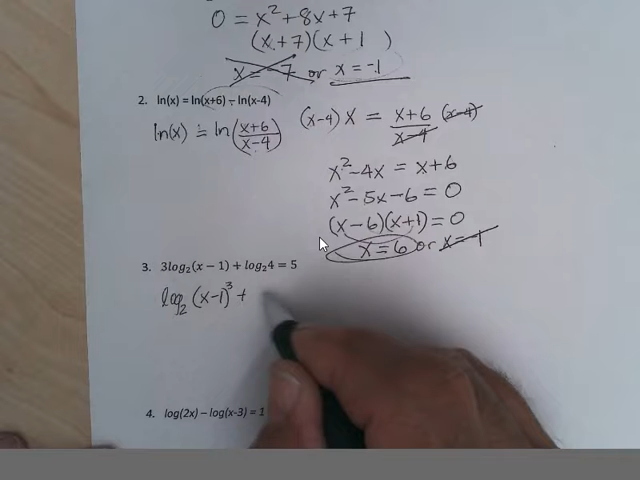 0 = x² + 8x + 7
(x + 7)(x + 1 )
x = -7 or x = -1
2. ln(x) = ln(x+6) – ln(x-4)
ln(x) = ln(x+6/x-4)
(x-4) x = x+6/x-4 (x-4)
x² - 4x = x + 6
x² - 5x - 6 = 0
(x - 6)(x + 1) = 0
x = 6 or x = -1
3. 3log₂(x − 1) + log₂4 = 5
log₂ (x-1)³ +
4. log(2x) – log(x-3) = 1